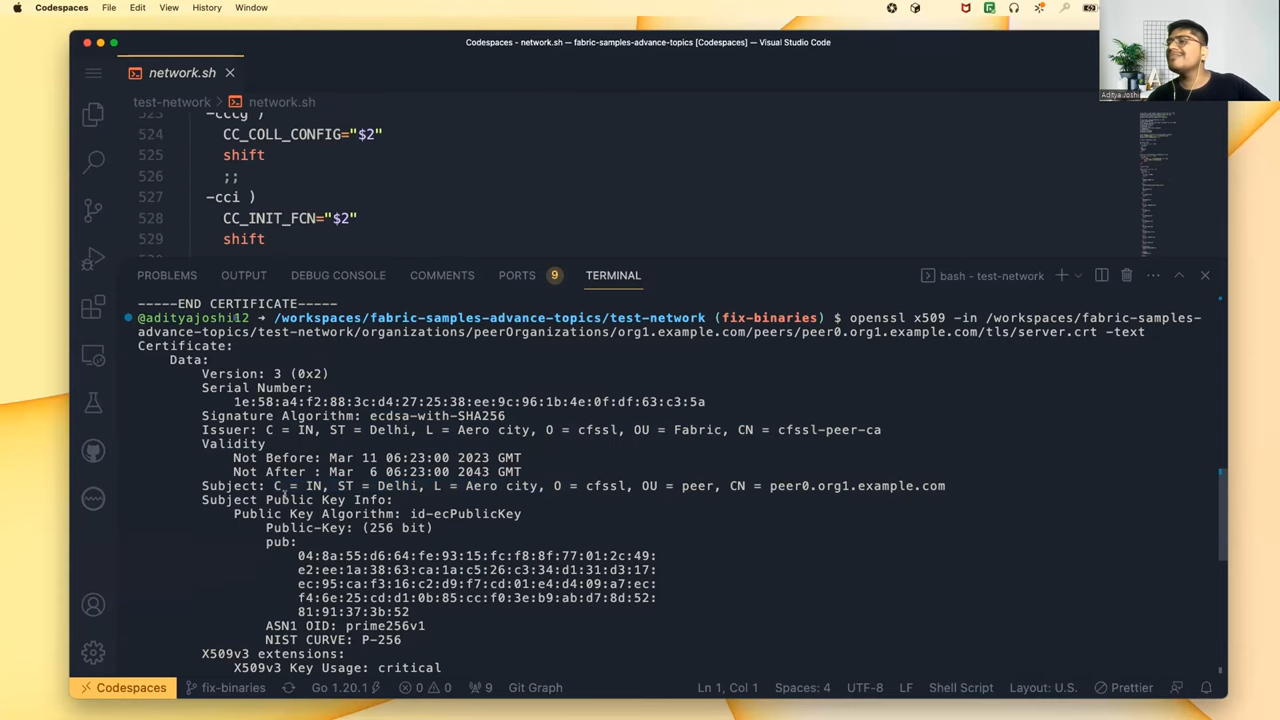 Codespaces File Edit View History Window
Codespaces - network.sh — fabric-samples-advance-topics [Codespaces] — Visual Studio Code
Aditya Joshi
network.sh
test-network > network.sh
523 -cccg )
524 CC_COLL_CONFIG="$2"
525 shift
526 ;;
527 -cci )
528 CC_INIT_FCN="$2"
529 shift
PROBLEMS OUTPUT DEBUG CONSOLE COMMENTS PORTS 9 TERMINAL bash - test-network
-----END CERTIFICATE-----
@adityajoshi12 → /workspaces/fabric-samples-advance-topics/test-network (fix-binaries) $ openssl x509 -in /workspaces/fabric-samples-
advance-topics/test-network/organizations/peerOrganizations/org1.example.com/peers/peer0.org1.example.com/tls/server.crt -text
Certificate:
Data:
Version: 3 (0x2)
Serial Number:
1e:58:a4:f2:88:3c:d4:27:25:38:ee:9c:96:1b:4e:0f:df:63:c3:5a
Signature Algorithm: ecdsa-with-SHA256
Issuer: C = IN, ST = Delhi, L = Aero city, O = cfssl, OU = Fabric, CN = cfssl-peer-ca
Validity
Not Before: Mar 11 06:23:00 2023 GMT
Not After : Mar  6 06:23:00 2043 GMT
Subject: C = IN, ST = Delhi, L = Aero city, O = cfssl, OU = peer, CN = peer0.org1.example.com
Subject Public Key Info:
Public Key Algorithm: id-ecPublicKey
Public-Key: (256 bit)
pub:
04:8a:55:d6:64:fe:93:15:fc:f8:8f:77:01:2c:49:
e2:ee:1a:38:63:ca:1a:c5:26:c3:34:d1:31:d3:17:
ec:95:ca:f3:16:c2:d9:f7:cd:01:e4:d4:09:a7:ec:
f4:6e:25:cd:d1:0b:85:cc:f0:3e:b9:ab:d7:8d:52:
81:91:37:3b:52
ASN1 OID: prime256v1
NIST CURVE: P-256
X509v3 extensions:
X509v3 Key Usage: critical
Codespaces fix-binaries Go 1.20.1 0 0 9 Git Graph Ln 1, Col 1 Spaces: 4 UTF-8 LF Shell Script Layout: U.S. Prettier